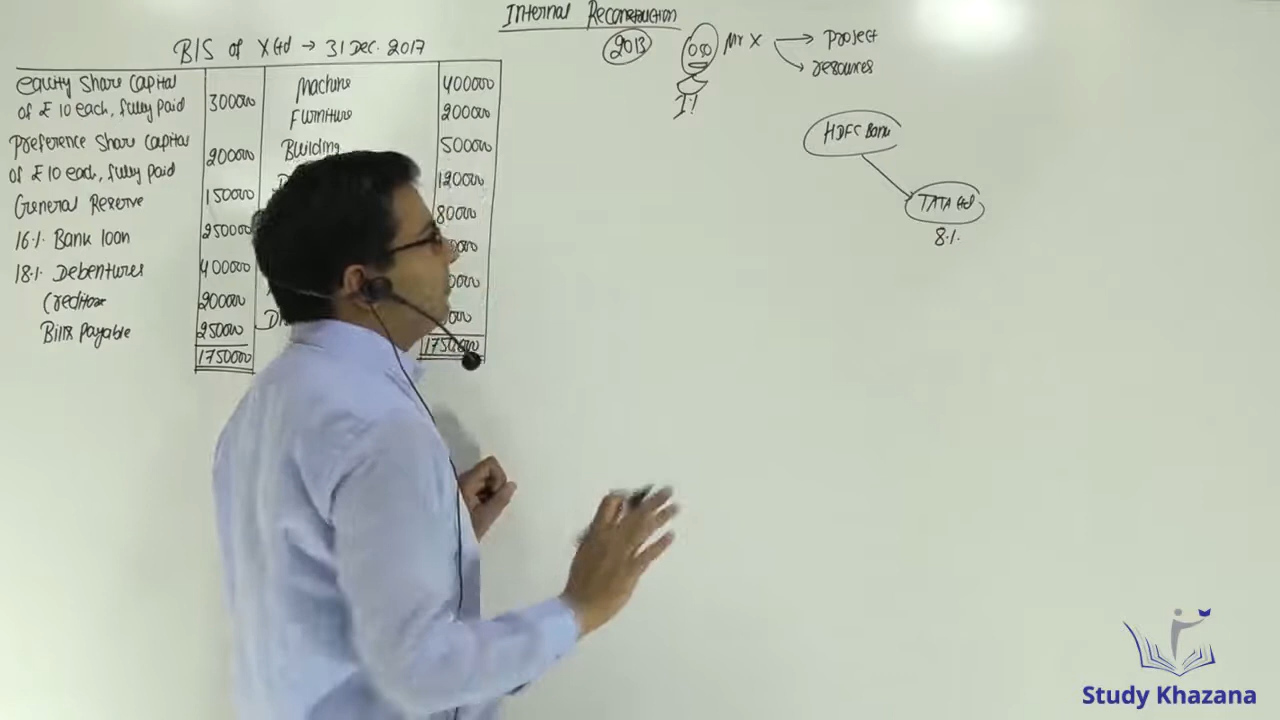 Internal Reconstruction
B/S of X Ltd → 31 Dec. 2017
Equity Share Capital of ₹ 10 each, fully paid 300000
Preference Share Capital of ₹ 10 each, fully paid 200000
General Reserve 150000
16% Bank loan 250000
18% Debentures 400000
Creditor 200000
Bills Payable 250000
1750000
Machine 400000
Furniture 200000
Building 500000
120000
80000
1750000
2013
Mr X → Project
→ resources
HDFC Bank
TATA Ltd
8%
Study Khazana